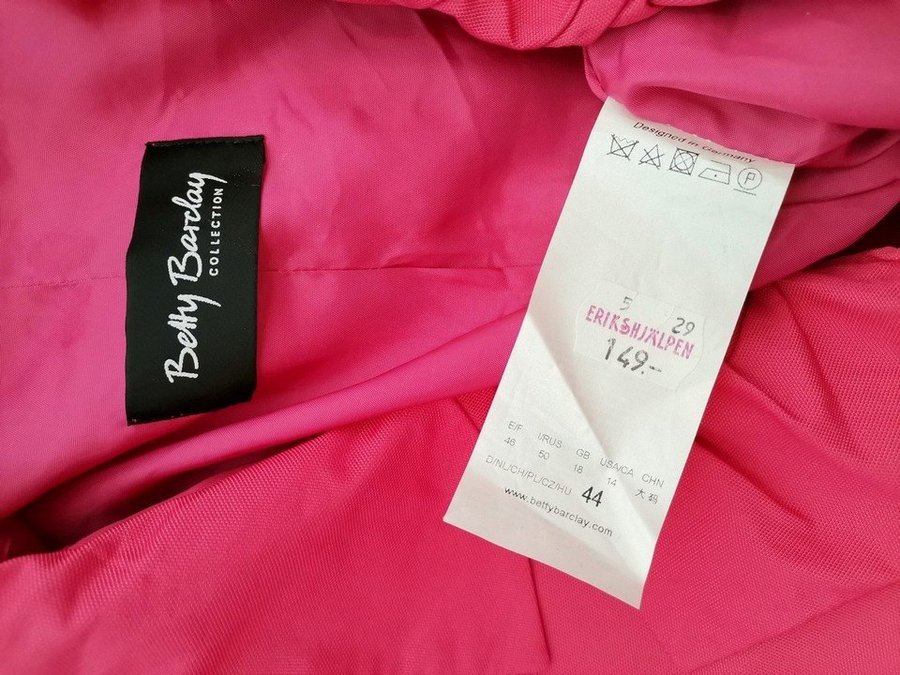 Betty Barclay
COLLECTION
Designed in Germany
P
5 29
ERIKSHJÄLPEN
149.-
E/F I/RUS GB USA/CA CHN
46 50 18 14 大码
D/NL/CH/PL/CZ/HU 44
www.bettybarclay.com